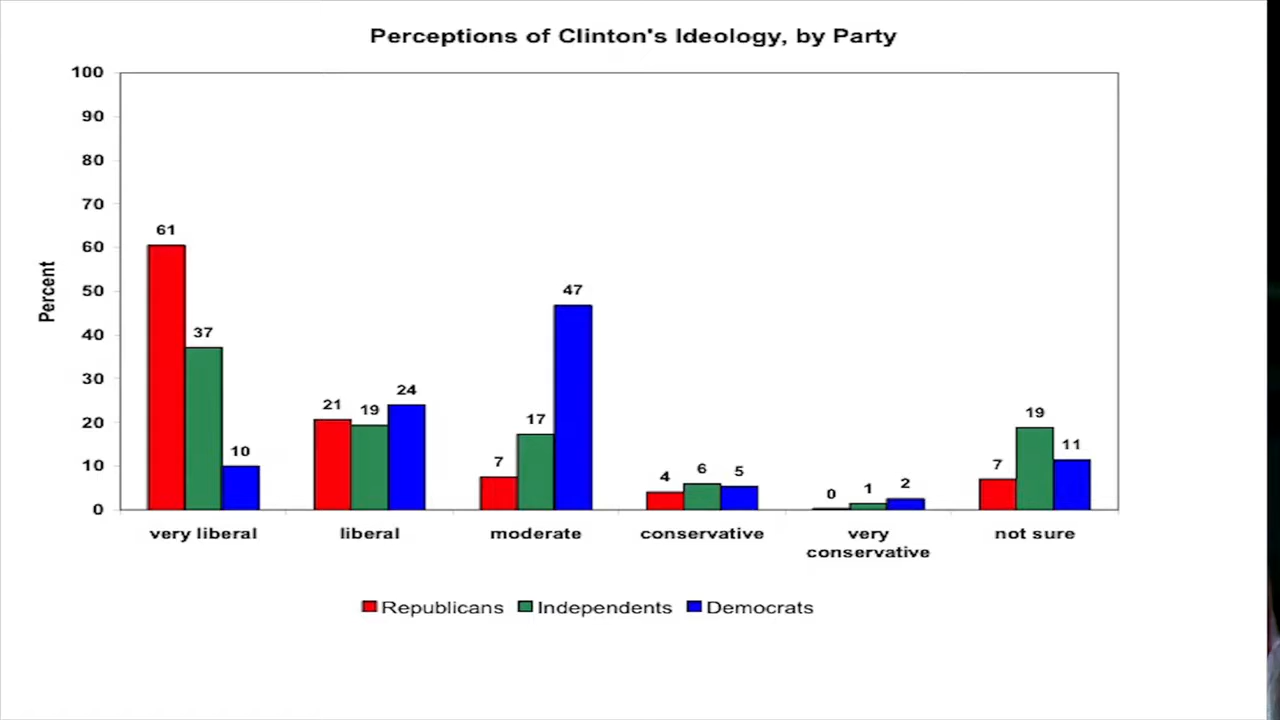 Perceptions of Clinton's Ideology, by Party
100
90
80
70
60
50
40
30
20
10
0
Percent
61
37
10
21
19
24
7
17
47
4
6
5
0
1
2
7
19
11
very liberal
liberal
moderate
conservative
very
conservative
not sure
Republicans Independents Democrats